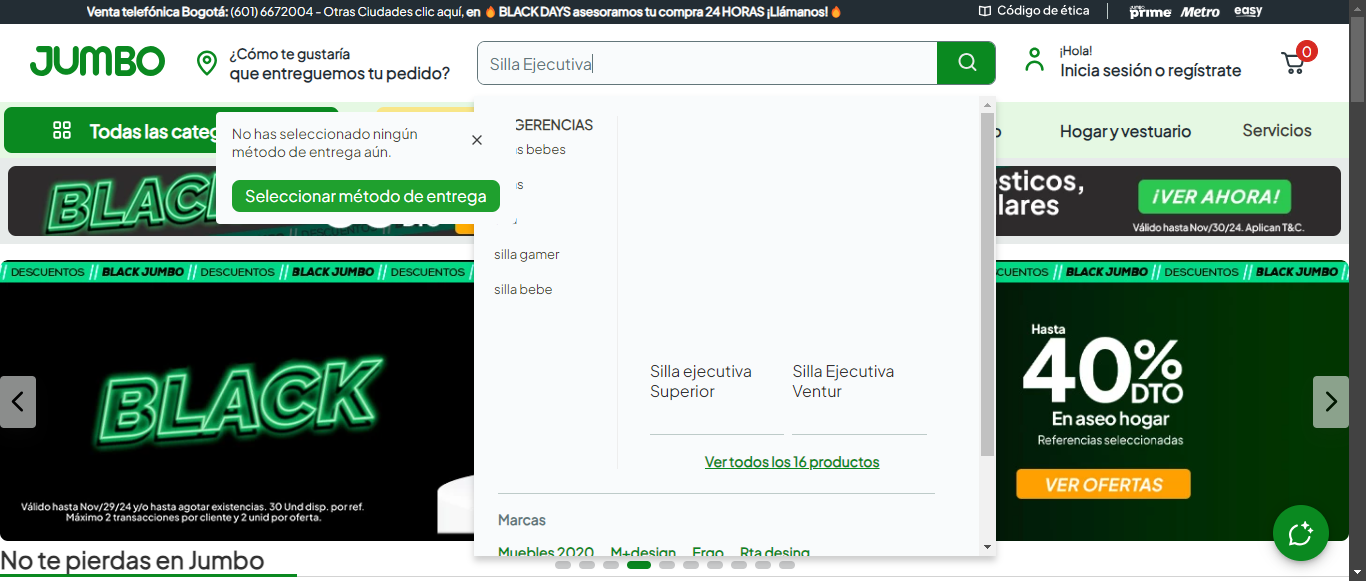 Venta telefónica Bogotá: (601) 6672004 - Otras Ciudades clic aquí, en 🔥 BLACK DAYS asesoramos tu compra 24 HORAS ¡Llámanos!🔥
Código de ética
JUMBO prime
Metro
easy
JUMBO
¿Cómo te gustaría
que entreguemos tu pedido?
Silla Ejecutiva
¡Hola!
Inicia sesión o regístrate
0
Todas las categ
Hogar y vestuario
Servicios
No has seleccionado ningún
método de entrega aún.
Seleccionar método de entrega
GERENCIAS
s bebes
s
silla gamer
silla bebe
BLACK
DESCUENTOS
sticos,
lares
¡VER AHORA!
Válido hasta Nov/30/24. Aplican T&C.
DESCUENTOS // BLACK JUMBO // DESCUENTOS // BLACK JUMBO // DESCUENTOS
CUENTOS // BLACK JUMBO // DESCUENTOS // BLACK JUMBO
BLACK
Válido hasta Nov/29/24 y/o hasta agotar existencias. 30 Und disp. por ref.
Máximo 2 transacciones por cliente y 2 unid por oferta.
Silla ejecutiva
Superior
Silla Ejecutiva
Ventur
Ver todos los 16 productos
Marcas
Muebles 2020
M+design
Ergo
Rta desing
Hasta
40% DTO
En aseo hogar
Referencias seleccionadas
VER OFERTAS
No te pierdas en Jumbo